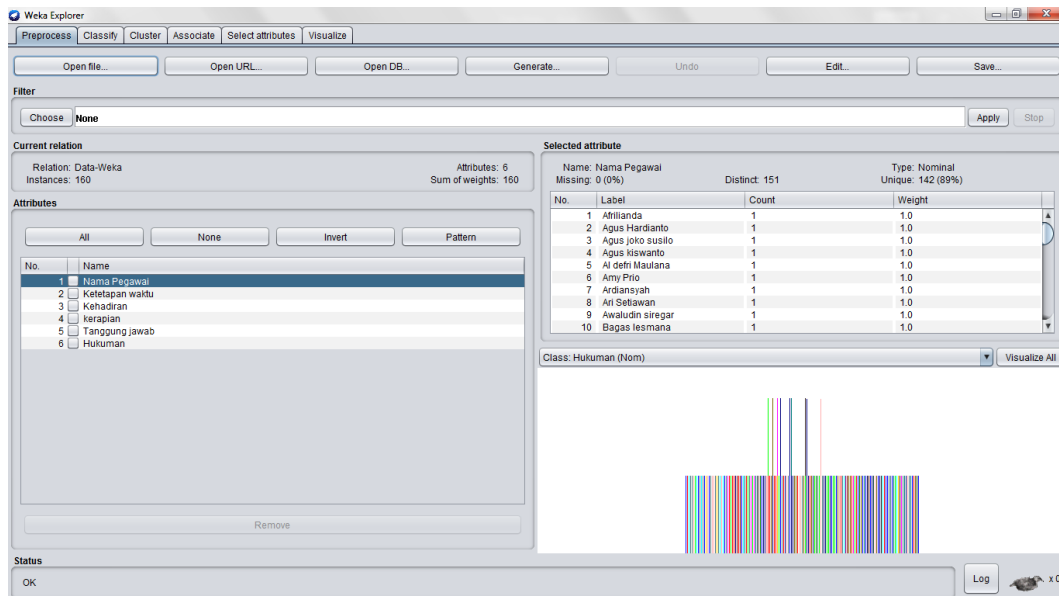 Weka Explorer
Preprocess Classify Cluster Associate Select attributes Visualize
Open file... Open URL... Open DB... Generate... Undo Edit... Save...
Filter
Choose None Apply Stop
Current relation
Relation: Data-Weka Attributes: 6
Instances: 160 Sum of weights: 160
Attributes
All None Invert Pattern
No. Name
1 Nama Pegawai
2 Ketetapan waktu
3 Kehadiran
4 kerapian
5 Tanggung jawab
6 Hukuman
Remove
Selected attribute
Name: Nama Pegawai Type: Nominal
Missing: 0 (0%) Distinct: 151 Unique: 142 (89%)
No. Label Count Weight
1 Afrilianda 1 1.0
2 Agus Hardianto 1 1.0
3 Agus joko susilo 1 1.0
4 Agus kiswanto 1 1.0
5 Al defri Maulana 1 1.0
6 Amy Prio 1 1.0
7 Ardiansyah 1 1.0
8 Ari Setiawan 1 1.0
9 Awaludin siregar 1 1.0
10 Bagas lesmana 1 1.0
Class: Hukuman (Nom) Visualize All
Status
OK Log x 0